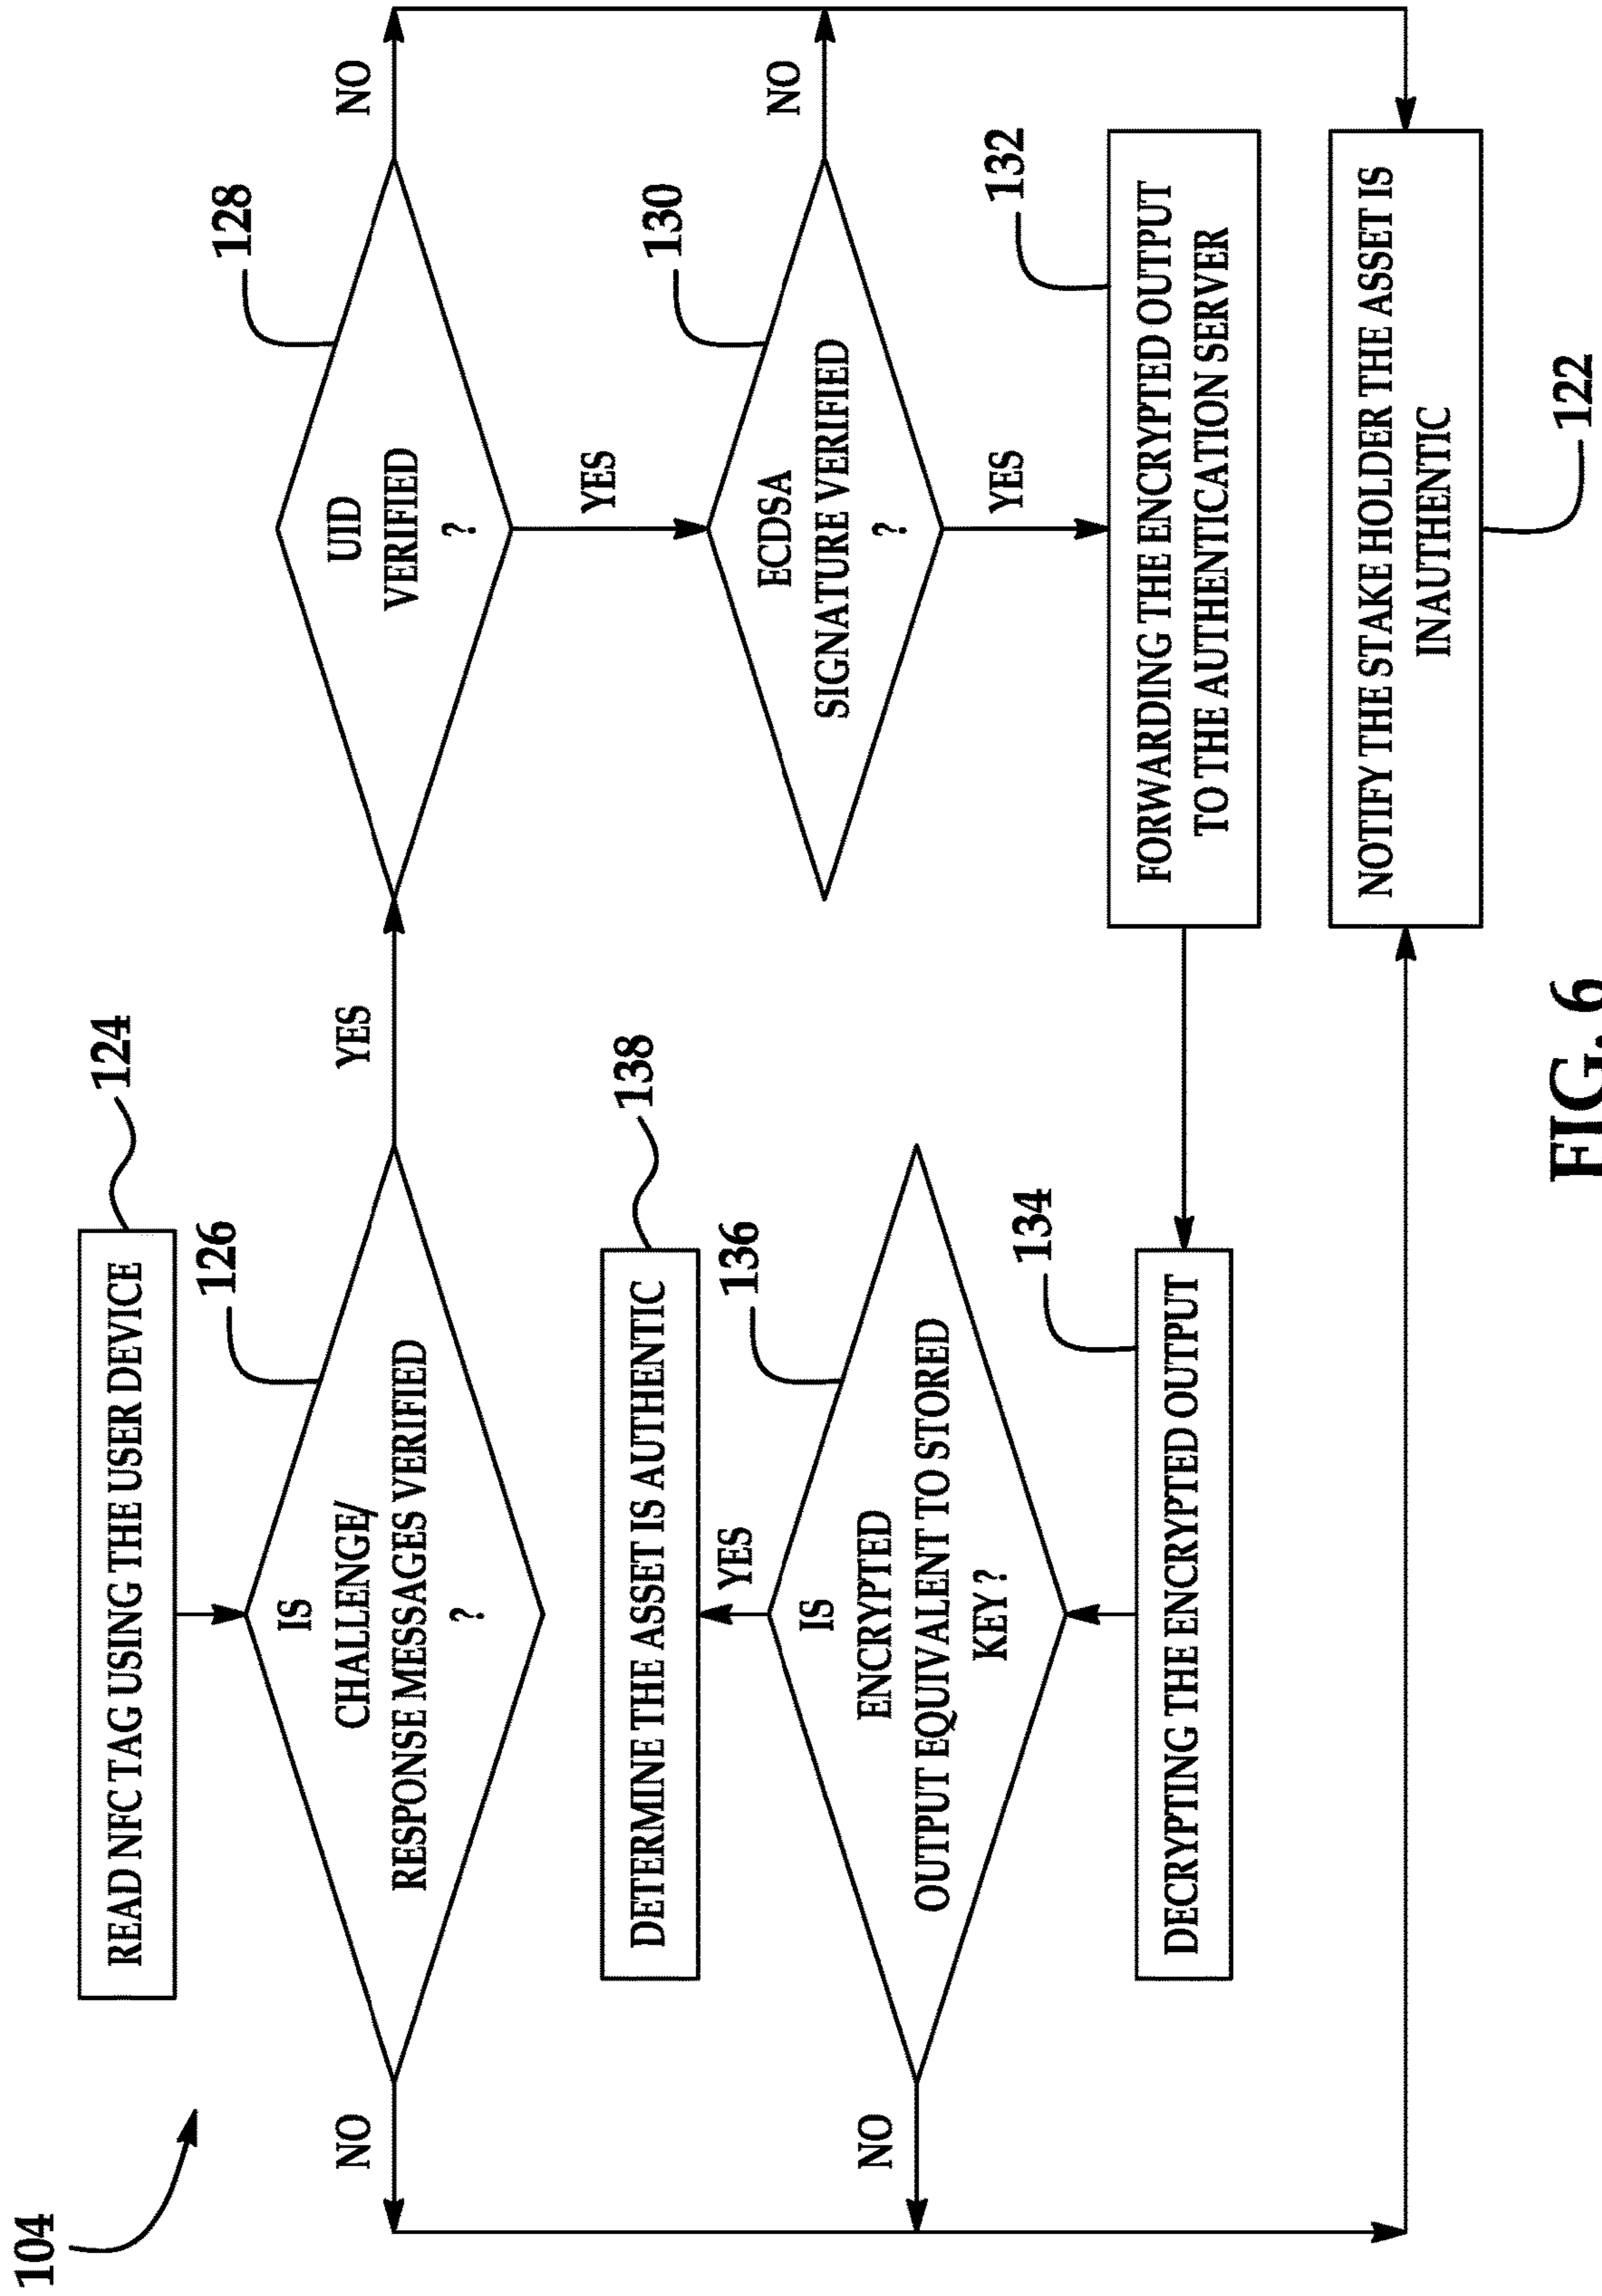 104
READ NFC TAG USING THE USER DEVICE
124
126
IS
CHALLENGE/
RESPONSE MESSAGES VERIFIED
?
NO
YES
128
UID
VERIFIED
?
NO
YES
130
ECDSA
SIGNATURE VERIFIED
?
NO
YES
132
FORWARDING THE ENCRYPTED OUTPUT
TO THE AUTHENTICATION SERVER
134
DECRYPTING THE ENCRYPTED OUTPUT
136
IS
ENCRYPTED
OUTPUT EQUIVALENT TO STORED
KEY?
NO
YES
138
DETERMINE THE ASSET IS AUTHENTIC
NOTIFY THE STAKE HOLDER THE ASSET IS
INAUTHENTIC
122
FIG. 6